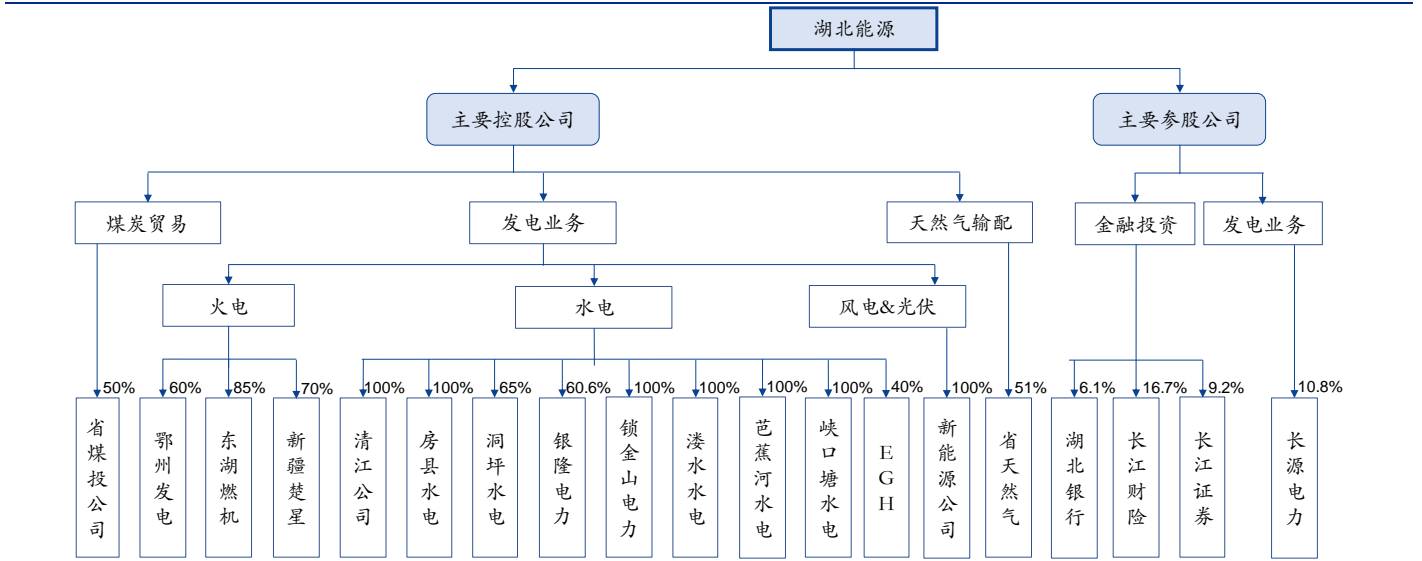 湖北能源
主要控股公司
主要参股公司
煤炭贸易
发电业务
天然气输配
金融投资
发电业务
火电
水电
风电&光伏
50%
60%
85%
70%
100%
100%
65%
60.6%
100%
100%
100%
100%
40%
100%
51%
6.1%
16.7%
9.2%
10.8%
省煤投公司
鄂州发电
东湖燃机
新疆楚星
清江公司
房县水电
洞坪水电
银隆电力
锁金山电力
溇水水电
芭蕉河水电
峡口塘水电
EGH
新能源公司
省天然气
湖北银行
长江财险
长江证券
长源电力